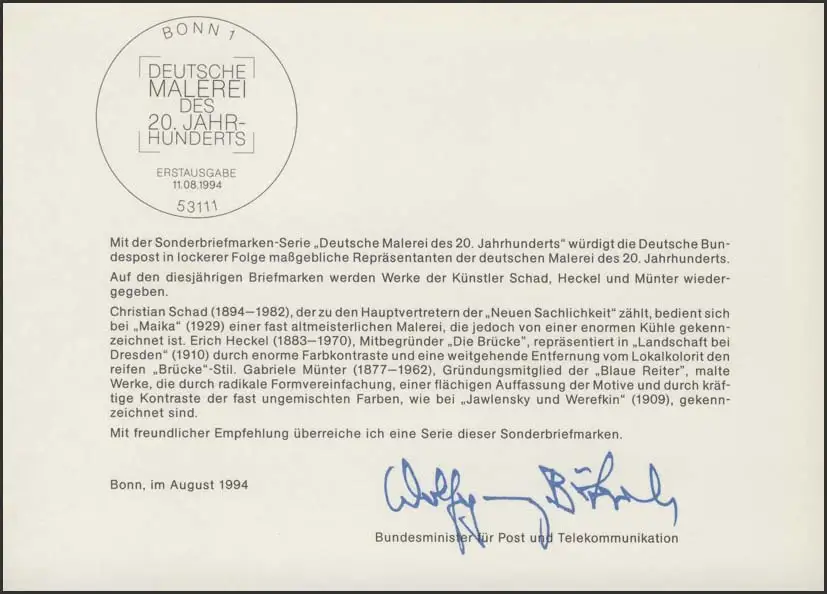 BONN 1
DEUTSCHE
MALEREI
DES
20. JAHR-
HUNDERTS
ERSTAUSGABE
11.08.1994
53111
Mit der Sonderbriefmarken-Serie „Deutsche Malerei des 20. Jahrhunderts“ würdigt die Deutsche Bun-
despost in lockerer Folge maßgebliche Repräsentanten der deutschen Malerei des 20. Jahrhunderts.
Auf den diesjährigen Briefmarken werden Werke der Künstler Schad, Heckel und Münter wieder-
gegeben.
Christian Schad (1894—1982), der zu den Hauptvertretern der „Neuen Sachlichkeit“ zählt, bedient sich
bei „Maika“ (1929) einer fast altmeisterlichen Malerei, die jedoch von einer enormen Kühle gekenn-
zeichnet ist. Erich Heckel (1883—1970), Mitbegründer „Die Brücke“, repräsentiert in „Landschaft bei
Dresden“ (1910) durch enorme Farbkontraste und eine weitgehende Entfernung vom Lokalkolorit den
reifen „Brücke“-Stil. Gabriele Münter (1877—1962), Gründungsmitglied der „Blaue Reiter“, malte
Werke, die durch radikale Formvereinfachung, einer flächigen Auffassung der Motive und durch kräf-
tige Kontraste der fast ungemischten Farben, wie bei „Jawlensky und Werefkin“ (1909), gekenn-
zeichnet sind.
Mit freundlicher Empfehlung überreiche ich eine Serie dieser Sonderbriefmarken.
Bonn, im August 1994
Wolfgang Bötsch
Bundesminister für Post und Telekommunikation